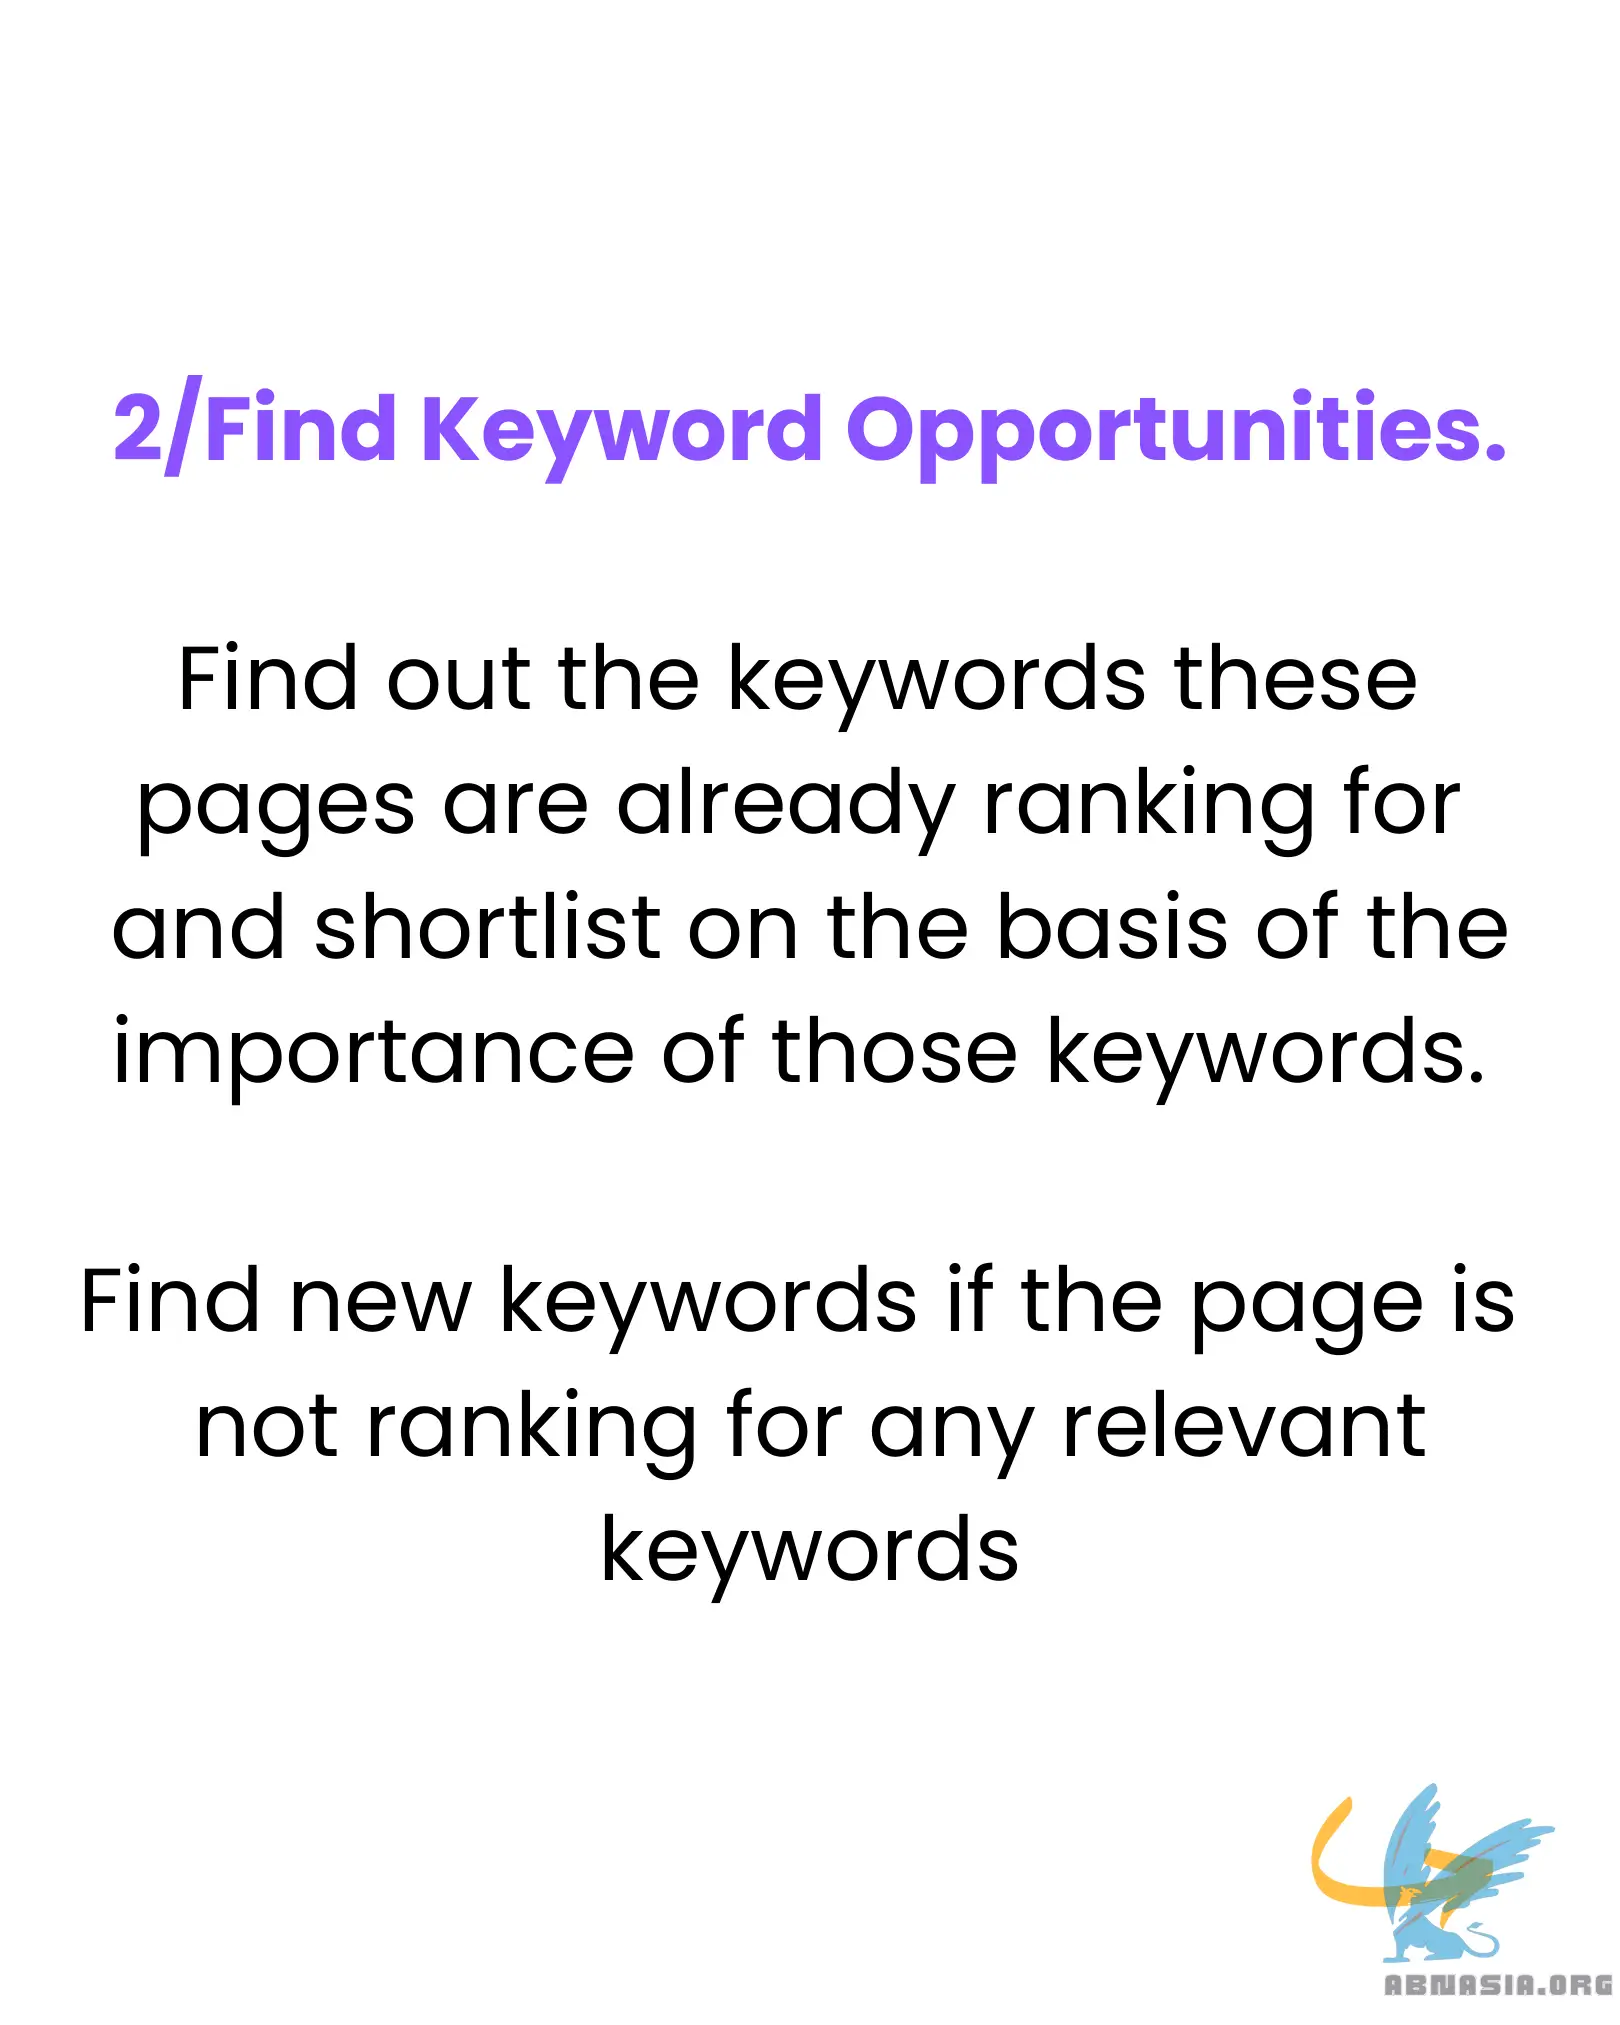 2/Find Keyword Opportunities.
Find out the keywords these
pages are already ranking for
and shortlist on the basis of the
importance of those keywords.
Find new keywords if the page is
not ranking for any relevant
keywords
ABNASIA.ORG